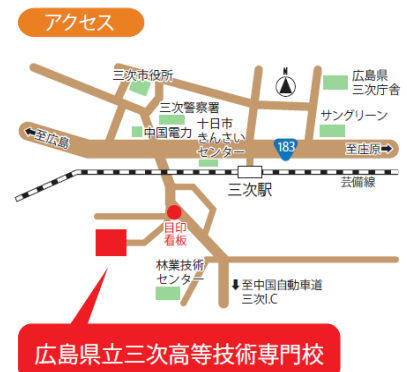 アクセス
N
広島県
三次庁舎
三次市役所
三次警察署
サングリーン
十日市
きんさい
センター
中国電力
←至広島
183
至庄原→
三次駅
芸備線
目印
看板
林業技術
センター
↓至中国自動車道
三次I.C
広島県立三次高等技術専門校